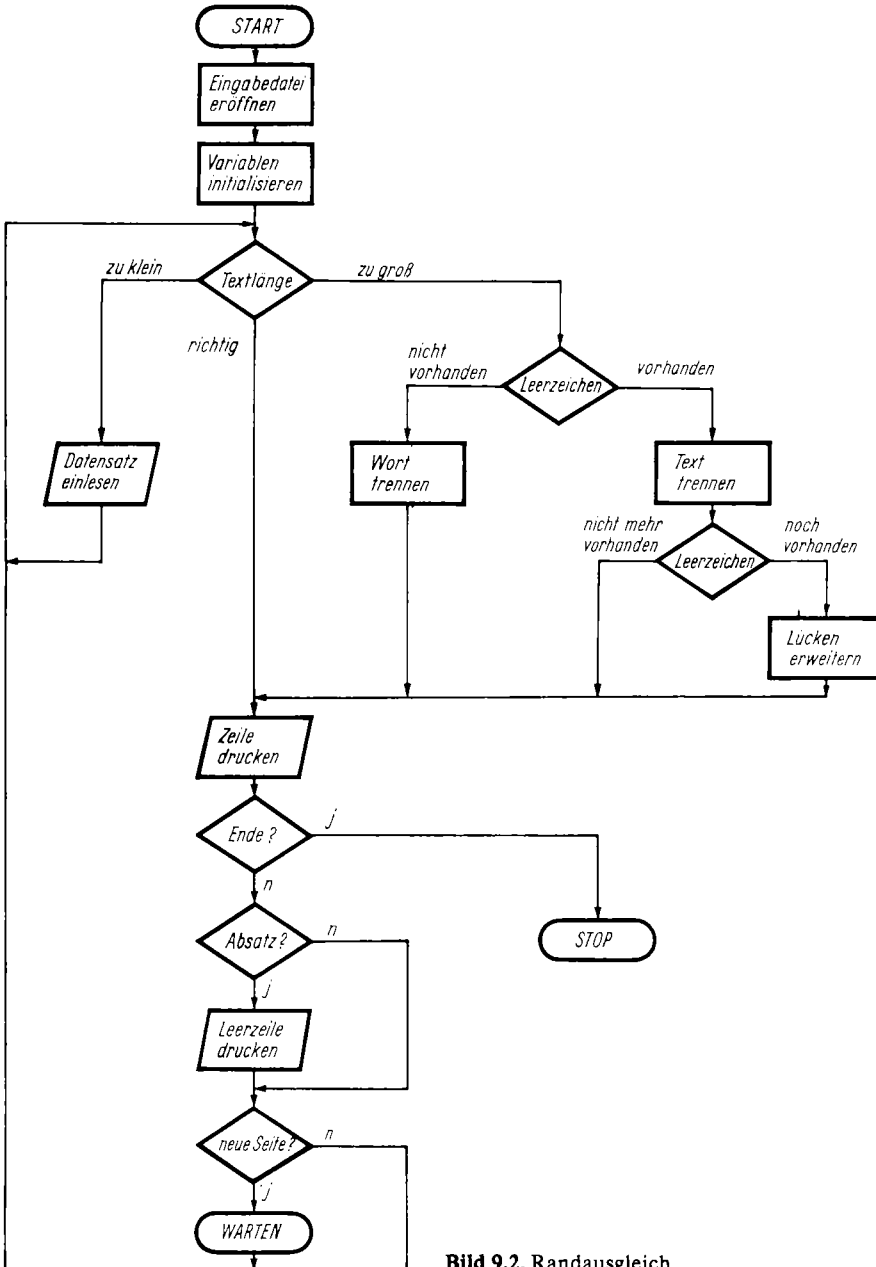 START
Eingabedatei
eröffnen
Variablen
initialisieren
zu klein
Textlänge
zu groß
richtig
nicht
vorhanden
Leerzeichen
vorhanden
Datensatz
einlesen
Wort
trennen
Text
trennen
nicht mehr
vorhanden
Leerzeichen
noch
vorhanden
Lücken
erweitern
Zeile
drucken
Ende ?
j
n
Absatz ?
n
STOP
j
Leerzeile
drucken
neue Seite ?
n
j
WARTEN
Bild 9.2. Randausgleich